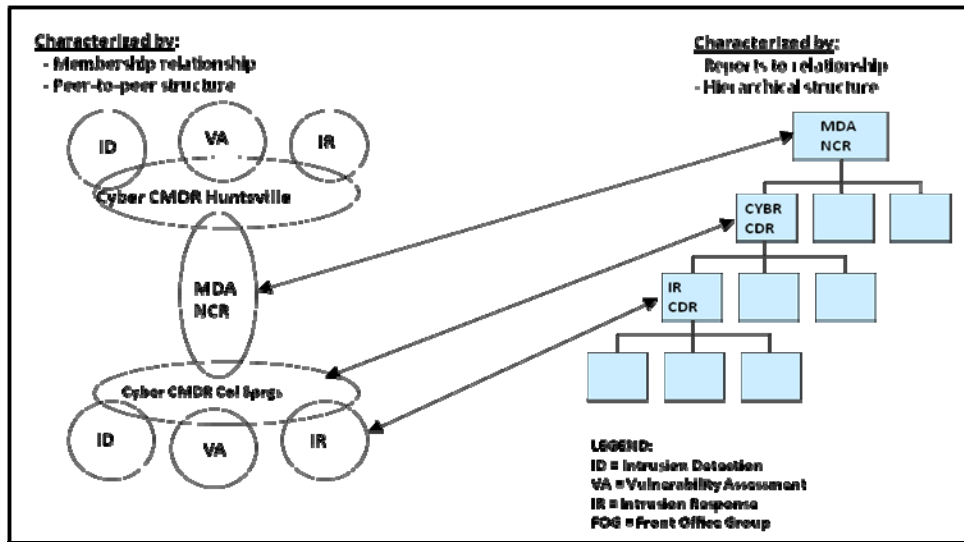 Characterized by:
- Membership relationship
- Peer-to-peer structure
ID
VA
IR
Cyber CMDR Huntsville
MDA
NCR
Cyber CMDR Col Sprgs
ID
VA
IR
Characterized by:
- Reports to relationship
- Hierarchical structure
MDA
NCR
CYBR
CDR
IR
CDR
LEGEND:
ID = Intrusion Detection
VA = Vulnerability Assessment
IR = Intrusion Response
FOG = Front Office Group